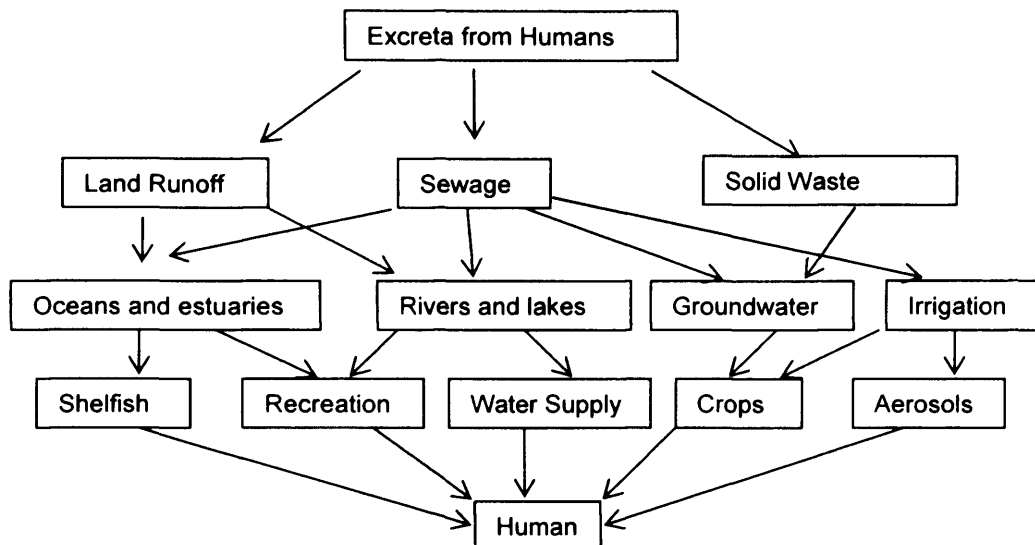 Excreta from Humans
Land Runoff
Sewage
Solid Waste
Oceans and estuaries
Rivers and lakes
Groundwater
Irrigation
Shelfish
Recreation
Water Supply
Crops
Aerosols
Human